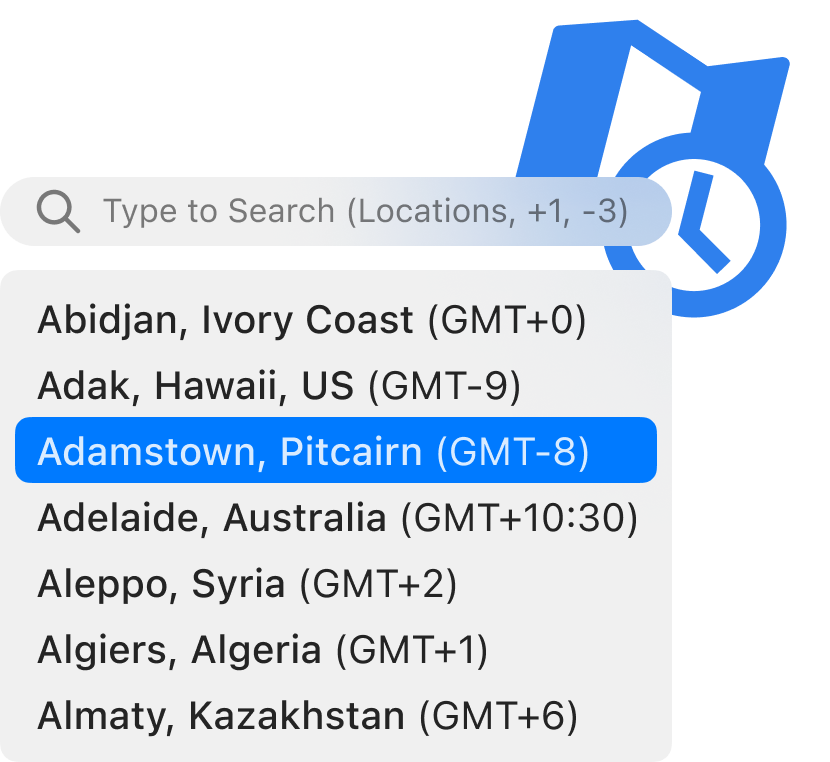 Type to Search (Locations, +1, -3)
Abidjan, Ivory Coast (GMT+0)
Adak, Hawaii, US (GMT-9)
Adamstown, Pitcairn (GMT-8)
Adelaide, Australia (GMT+10:30)
Aleppo, Syria (GMT+2)
Algiers, Algeria (GMT+1)
Almaty, Kazakhstan (GMT+6)